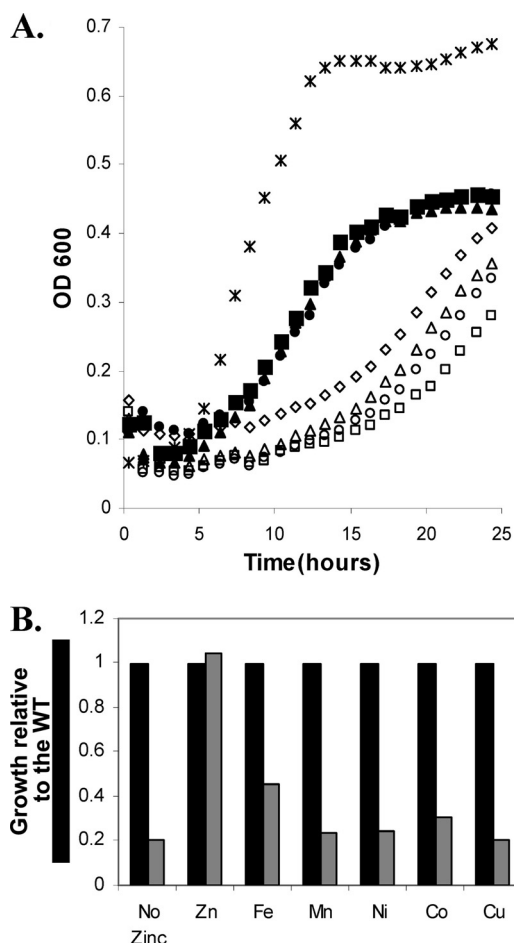 A.
0.7
0.6
0.5
0.4
0.3
0.2
0.1
0
OD 600
0 5 10 15 20 25
Time(hours)
B.
Growth relative
to the WT
1.2
1
0.8
0.6
0.4
0.2
0
No Zn Fe Mn Ni Co Cu
Zinc